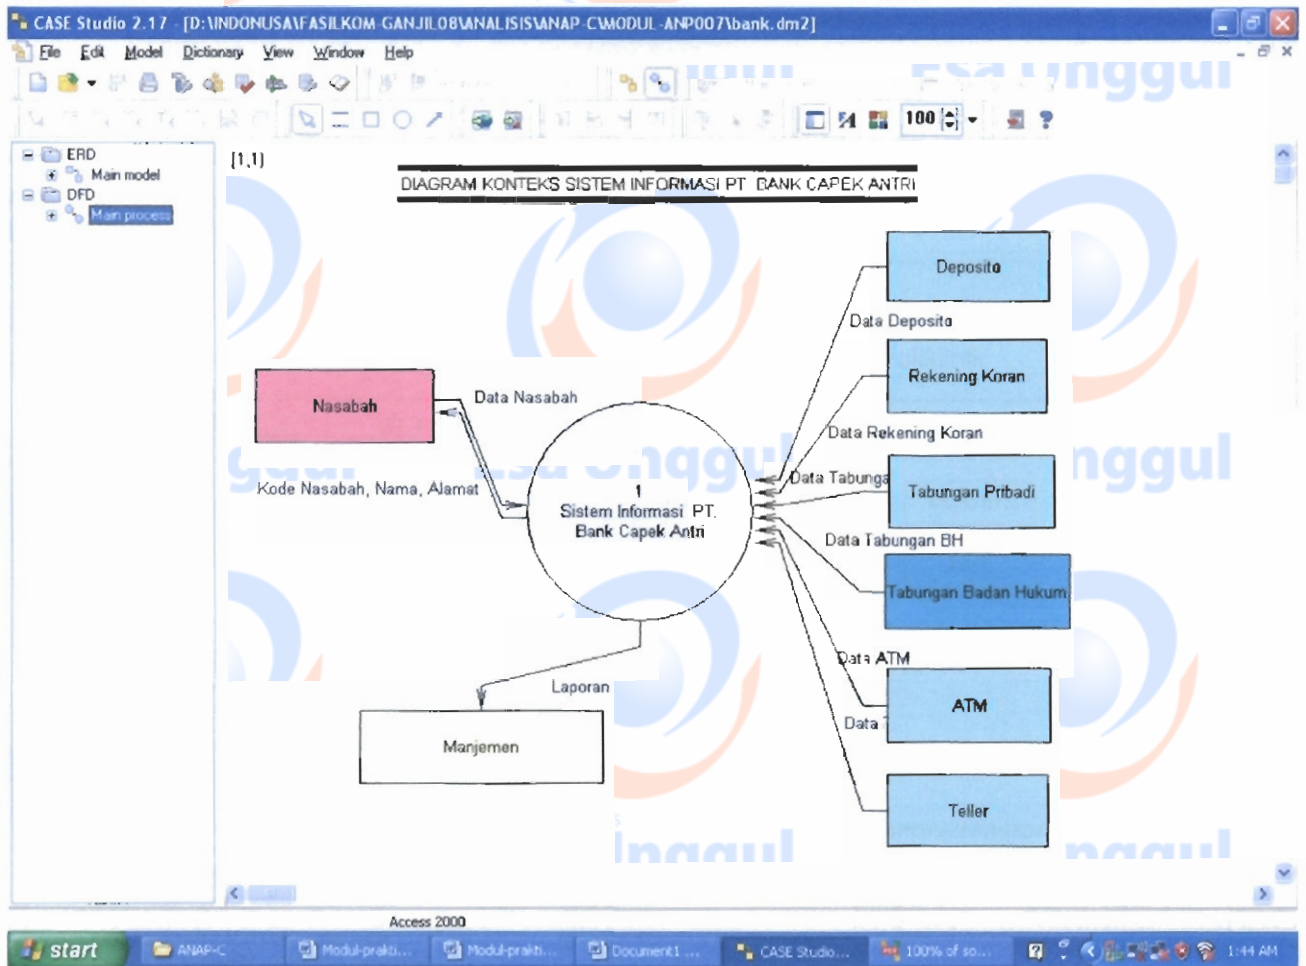 CASE Studio 2.17 - [D:\INDONUSA\FASILKOM-GANJIL08\ANALISIS\ANAP-C\MODUL-ANP007\bank.dm2]
File Edit Model Dictionary View Window Help
Esa Unggul
100
ERD
Main model
DFD
Main process
[1,1]
DIAGRAM KONTEKS SISTEM INFORMASI PT. BANK CAPEK ANTRI
Deposito
Data Deposito
Rekening Koran
Nasabah
Data Nasabah
Data Rekening Koran
Esa Unggul
Data Tabunga
Tabungan Pribadi
Kode Nasabah, Nama, Alamat
1
Sistem Informasi PT.
Bank Capek Antri
Data Tabungan BH
Tabungan Badan Hukum
Data ATM
ATM
Laporan
Data
Manjemen
Teller
Access 2000
start
ANAP-C
Modul-prakti...
Modul-prakti...
Document1 ...
CASE Studio...
100% of so...
1:44 AM